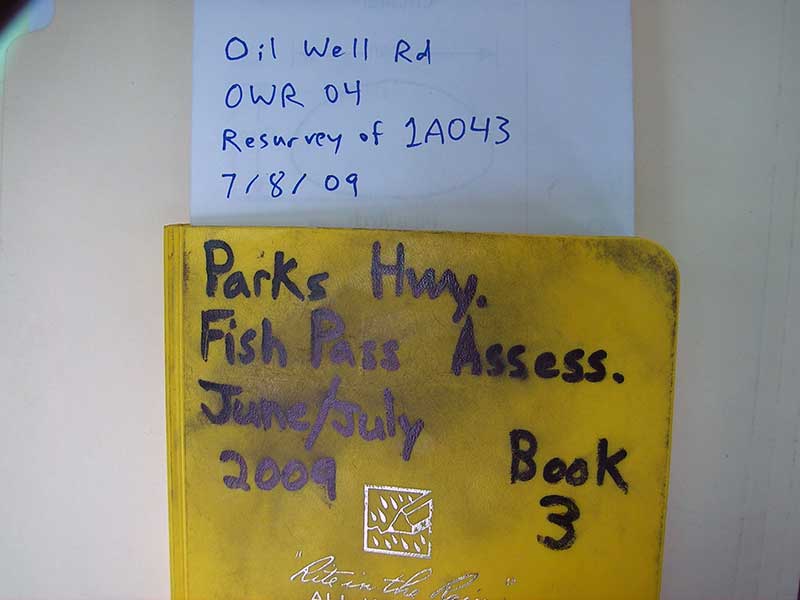 Oil Well Rd
OWR 04
Resurvey of 1A043
7/8/09
Parks Hwy.
Fish Pass Assess.
June/July
2009
Book
3
"Rite in the Rain"